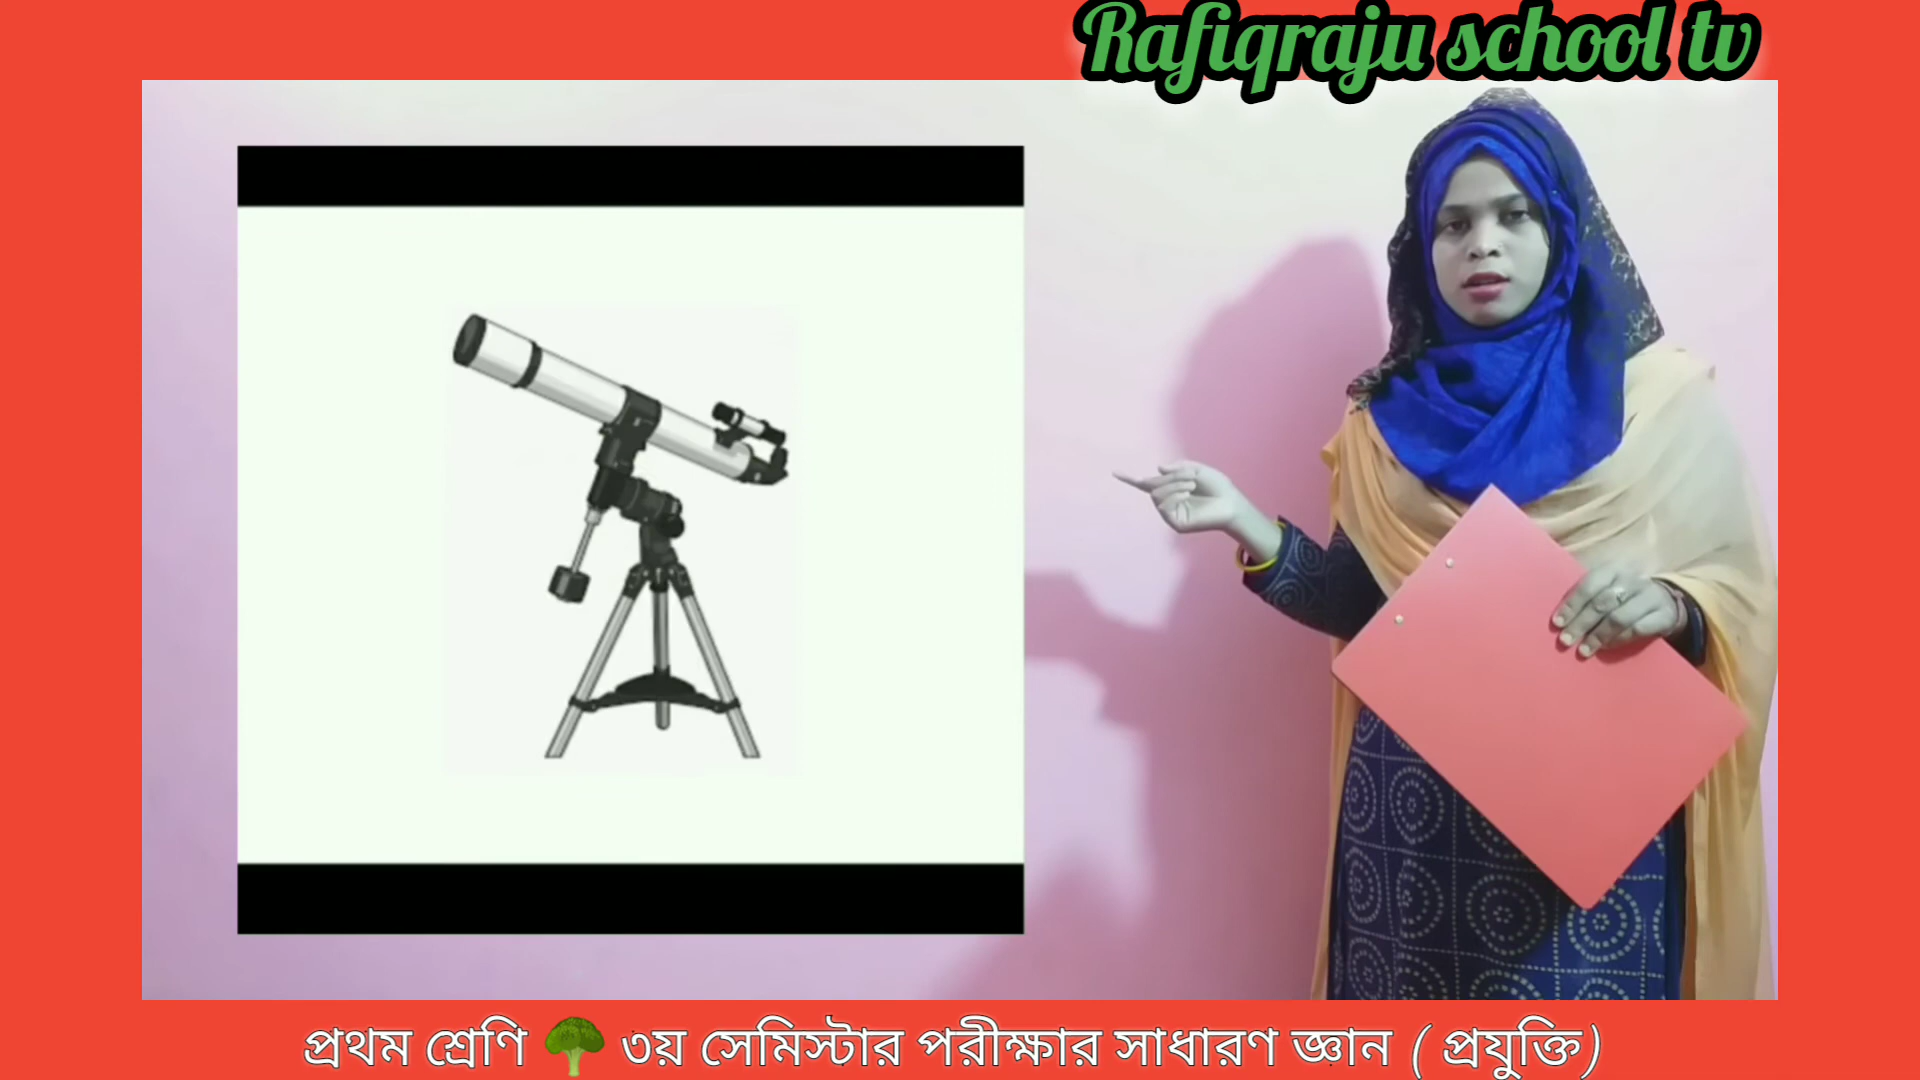 Rafiqraju school tv
প্রথম শ্রেণি 🥦 ৩য় সেমিস্টার পরীক্ষার সাধারণ জ্ঞান ( প্রযুক্তি)